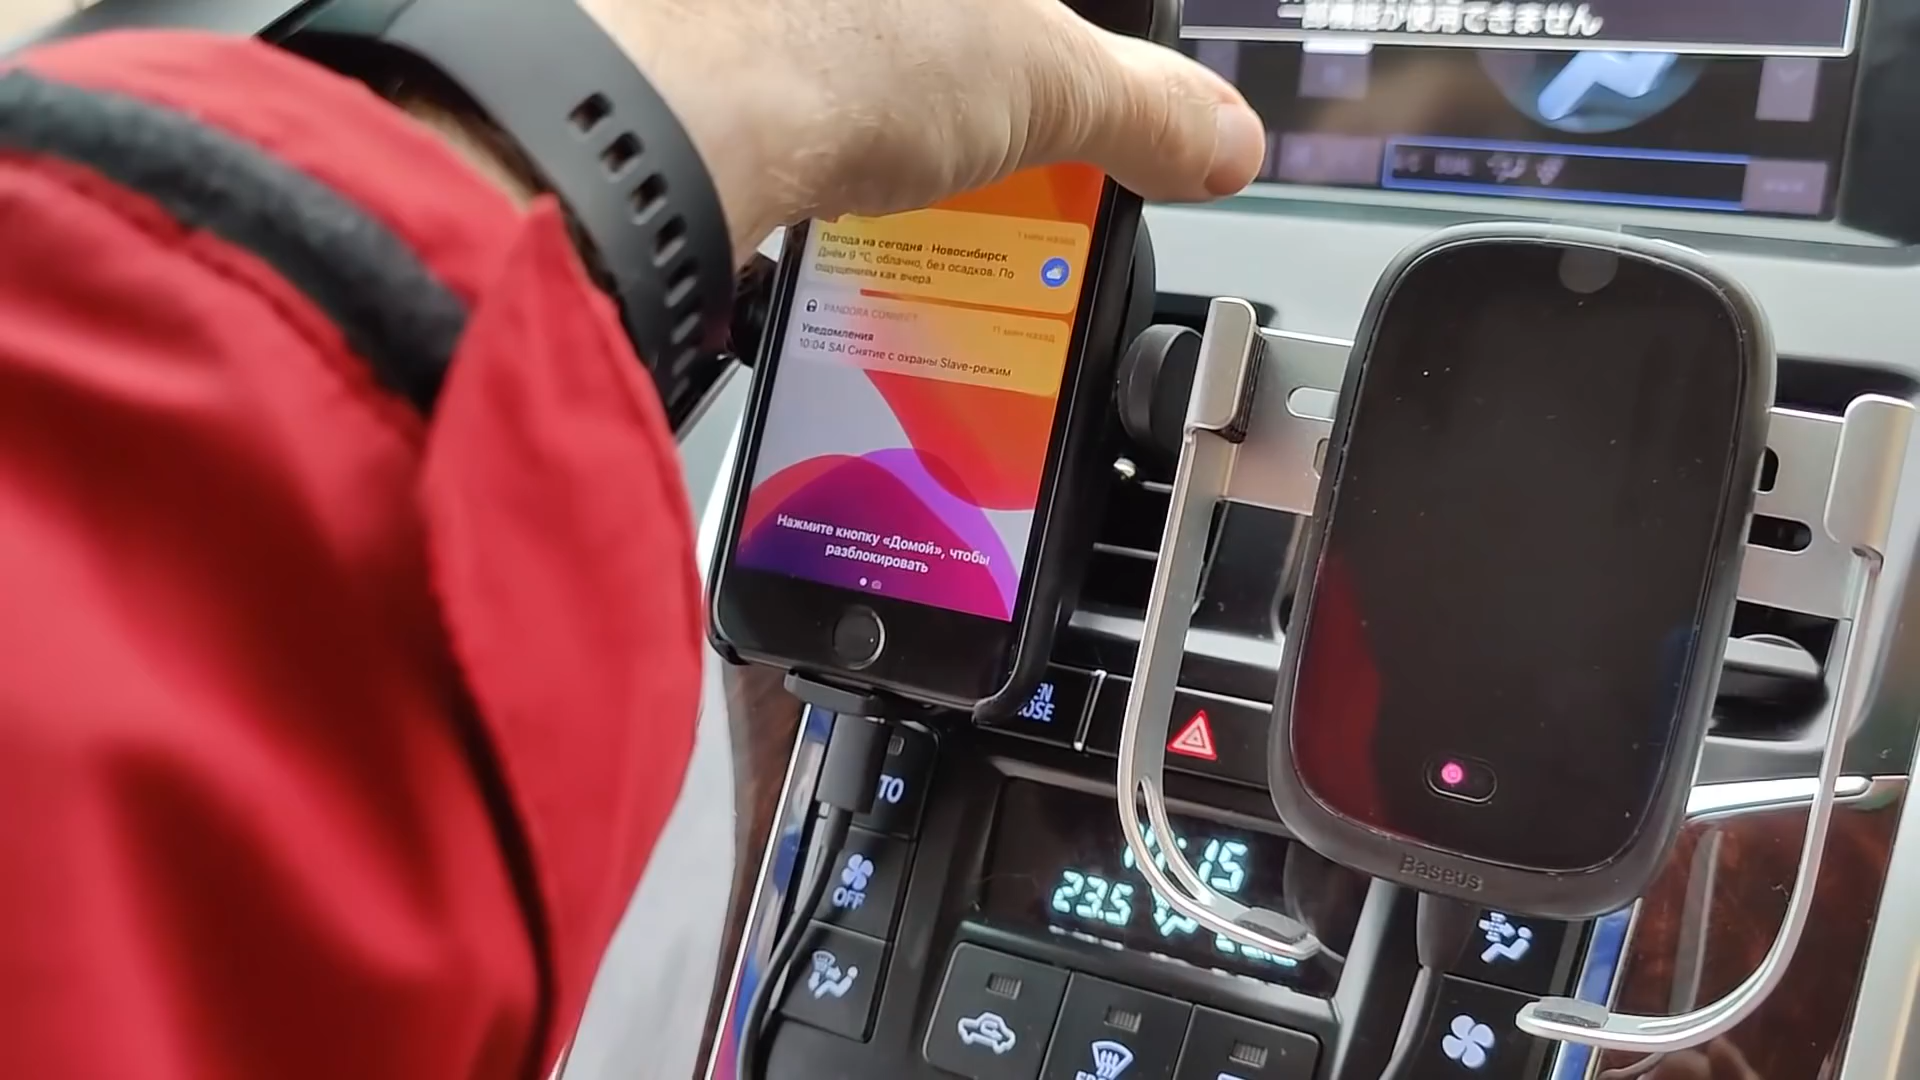 一部機能が使用できません
1 мин назад
Погода на сегодня · Новосибирск
Днём 9 °C, облачно, без осадков. По
ощущениям как вчера.
PANDORA CONNECT
11 мин назад
Уведомления
10:04 SAI Снятие с охраны Slave-режим
Нажмите кнопку «Домой», чтобы
разблокировать
Baseus
23.5
OFF